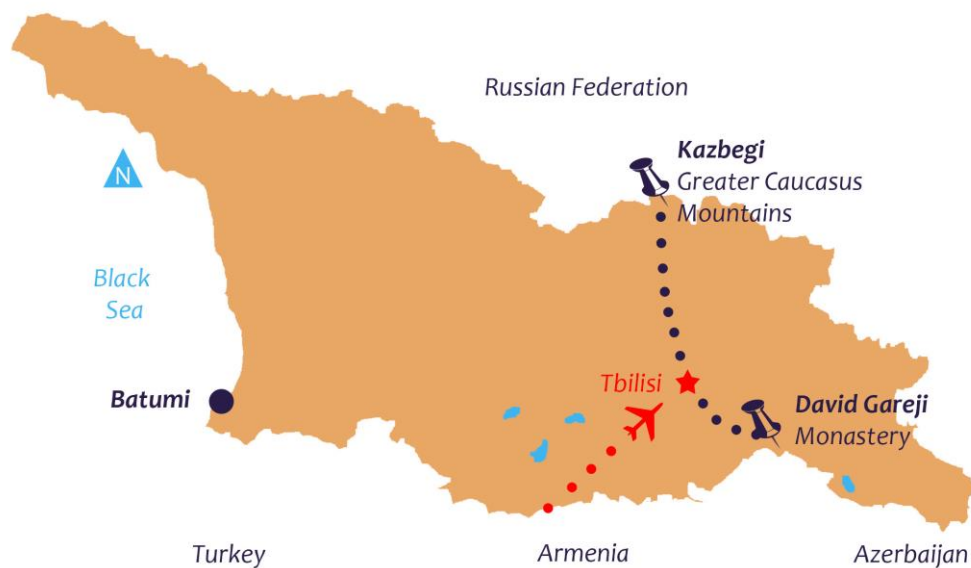 Russian Federation
Kazbegi
Greater Caucasus
Mountains
N
Black
Sea
Tbilisi
Batumi
David Gareji
Monastery
Turkey
Armenia
Azerbaijan